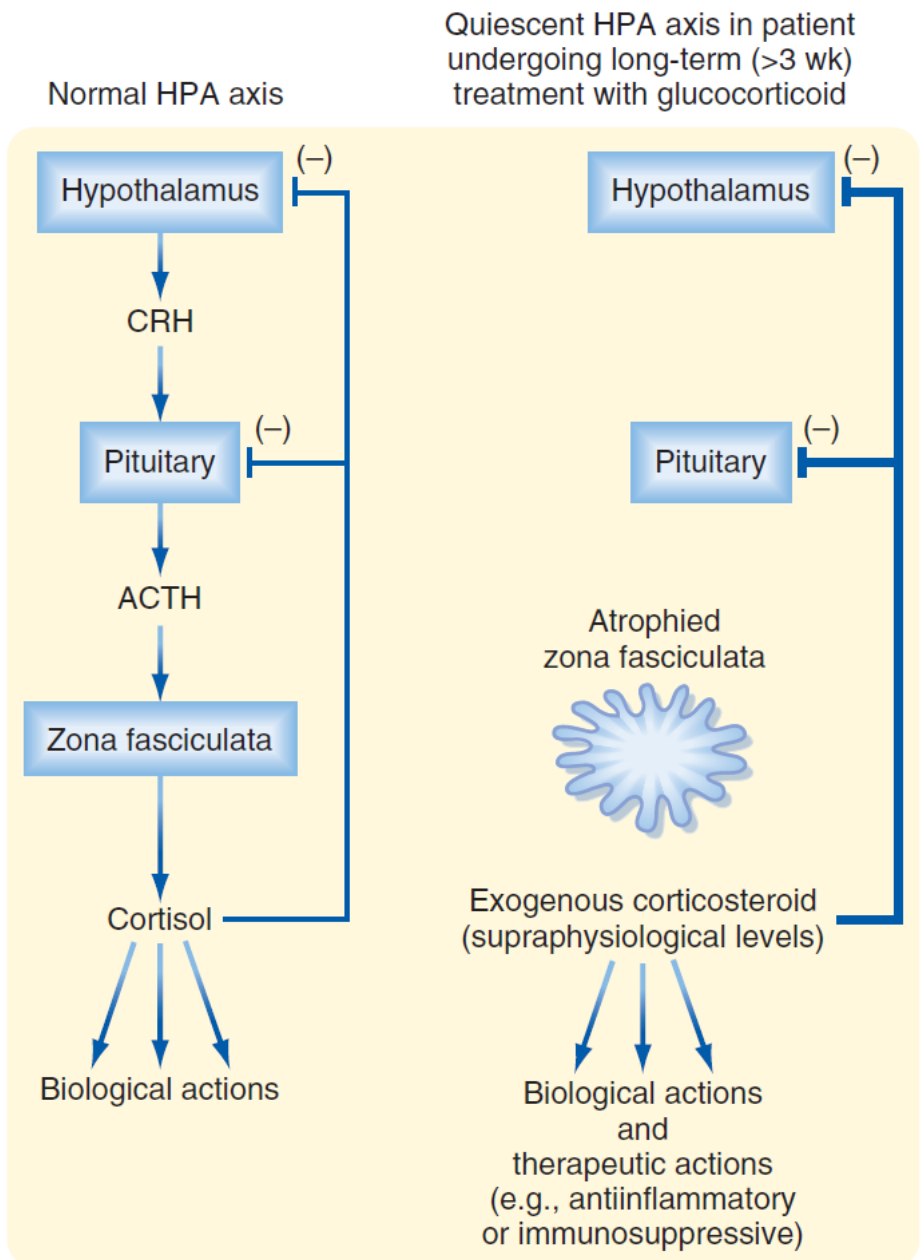 Normal HPA axis
(–)
Hypothalamus
CRH
(–)
Pituitary
ACTH
Zona fasciculata
Cortisol
Biological actions
Quiescent HPA axis in patient
undergoing long-term (>3 wk)
treatment with glucocorticoid
(–)
Hypothalamus
(–)
Pituitary
Atrophied
zona fasciculata
Exogenous corticosteroid
(supraphysiological levels)
Biological actions
and
therapeutic actions
(e.g., antiinflammatory
or immunosuppressive)